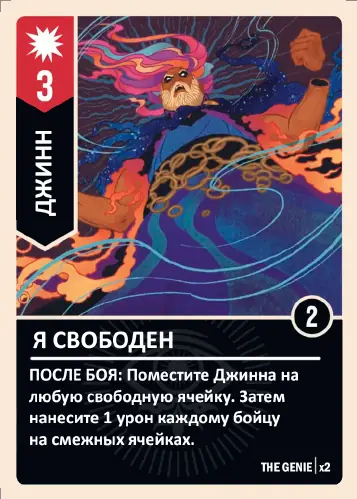 3
ДЖИНН
2
Я СВОБОДЕН
ПОСЛЕ БОЯ: Поместите Джинна на
любую свободную ячейку. Затем
нанесите 1 урон каждому бойцу
на смежных ячейках.
THE GENIE | x2